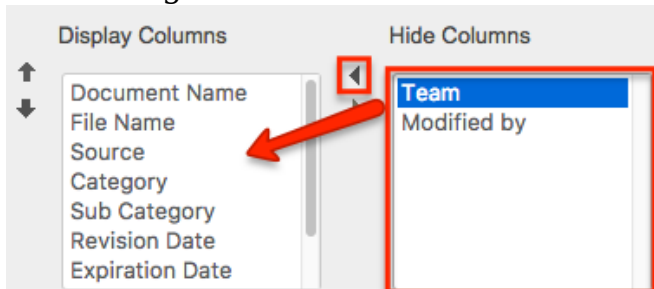 Display Columns
Hide Columns
Document Name
File Name
Source
Category
Sub Category
Revision Date
Expiration Date
Team
Modified by